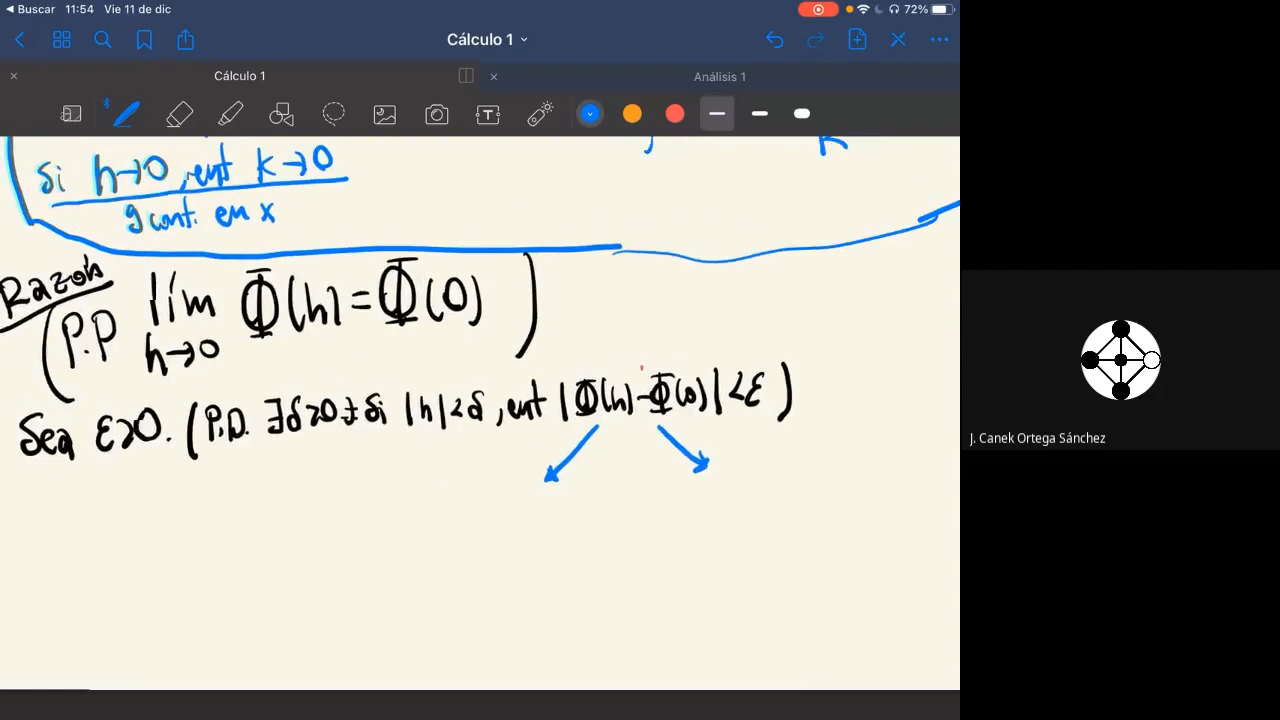 Buscar 11:54 Vie 11 de dic 72%
Cálculo 1
Cálculo 1 Análisis 1
T
si h→0, ent k→0
g cont. en x
Razón
(P.P lím Φ(h) = Φ(0) )
h→0
Sea ε>0. (P.D. ∃δ>0 ∋ si |h|<δ, ent |Φ(h)-Φ(0)|<ε )
J. Canek Ortega Sánchez